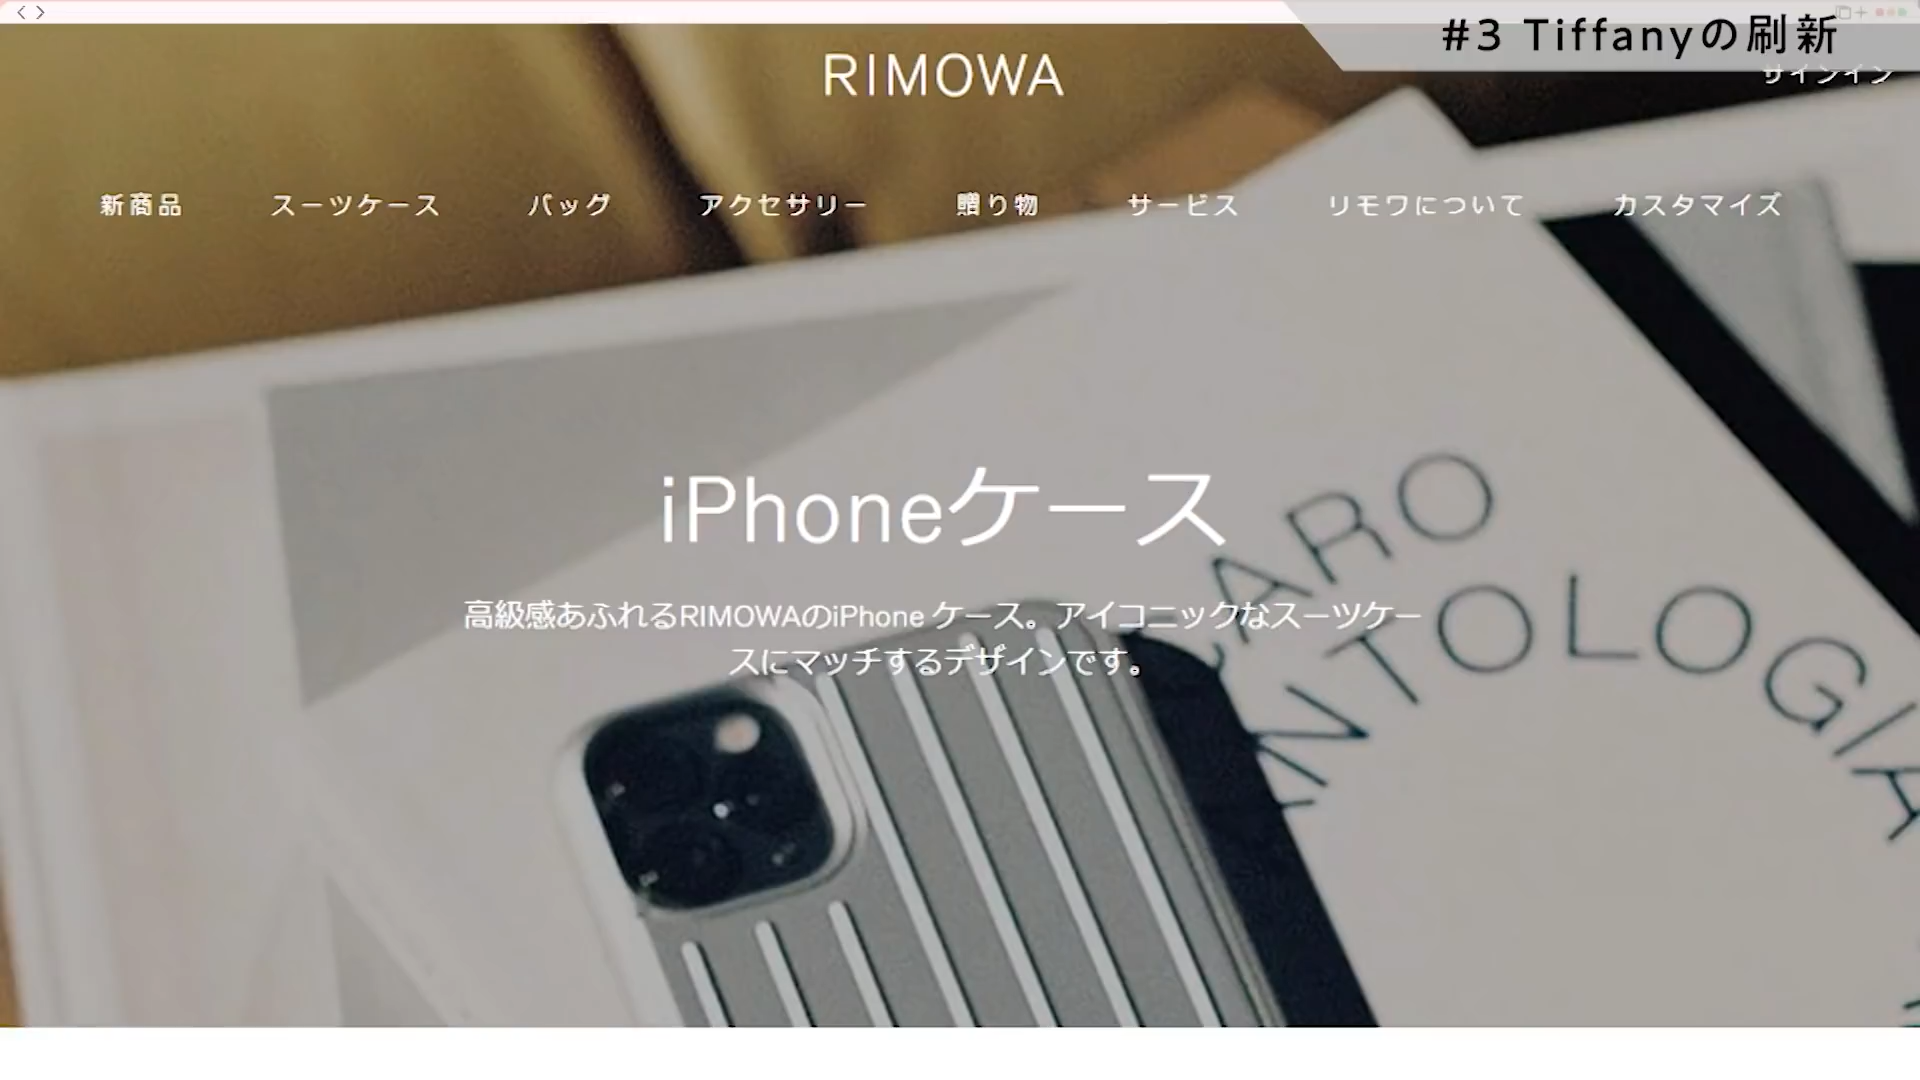 #3 Tiffanyの刷新
RIMOWA
サインイン
新商品 スーツケース バッグ アクセサリー 贈り物 サービス リモワについて カスタマイズ
iPhoneケース
高級感あふれるRIMOWAのiPhone ケース。アイコニックなスーツケー
スにマッチするデザインです。
CARO
ANTOLOGIA